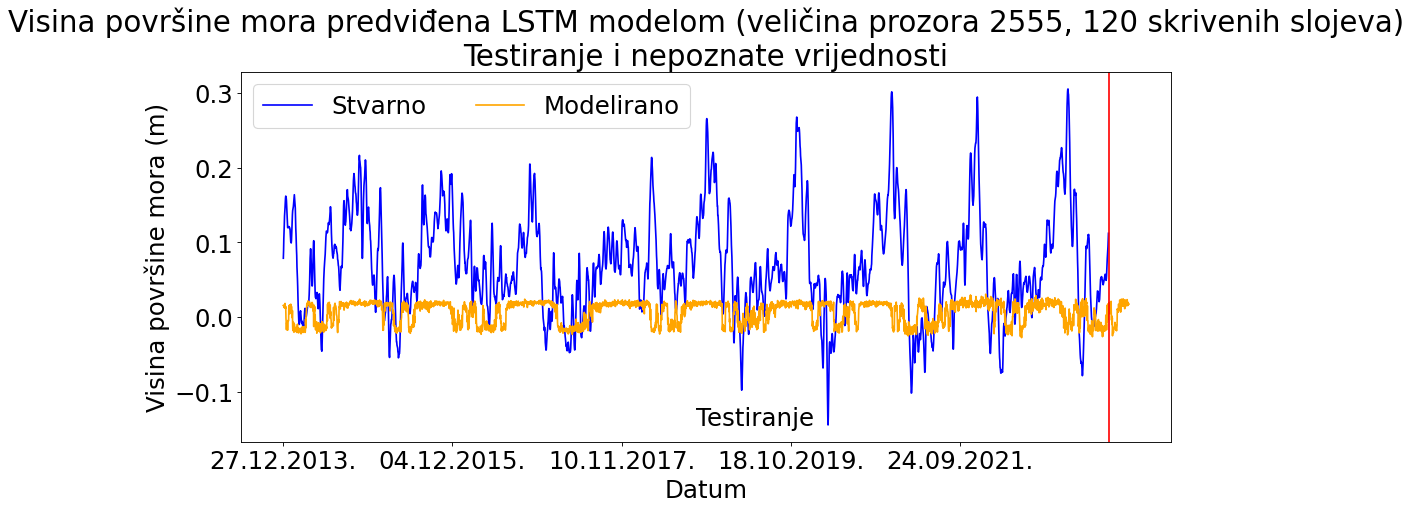 Visina površine mora predviđena LSTM modelom (veličina prozora 2555, 120 skrivenih slojeva)
Testiranje i nepoznate vrijednosti
Stvarno
Modelirano
Visina površine mora (m)
0.3
0.2
0.1
0.0
−0.1
Testiranje
27.12.2013.
04.12.2015.
10.11.2017.
18.10.2019.
24.09.2021.
Datum